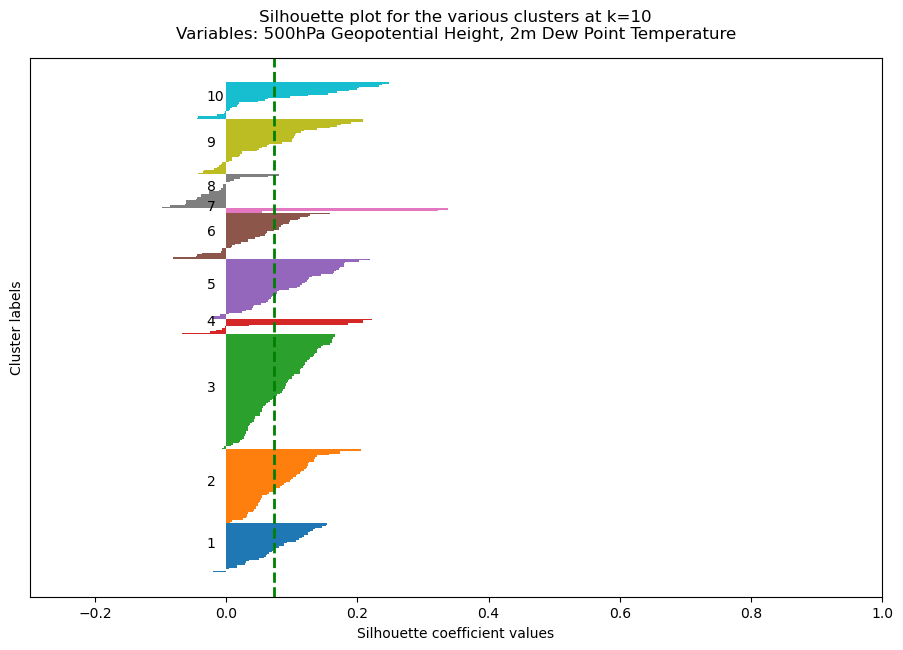 Silhouette plot for the various clusters at k=10
Variables: 500hPa Geopotential Height, 2m Dew Point Temperature
10
9
8
7
6
5
4
3
2
1
Cluster labels
−0.2 0.0 0.2 0.4 0.6 0.8 1.0
Silhouette coefficient values